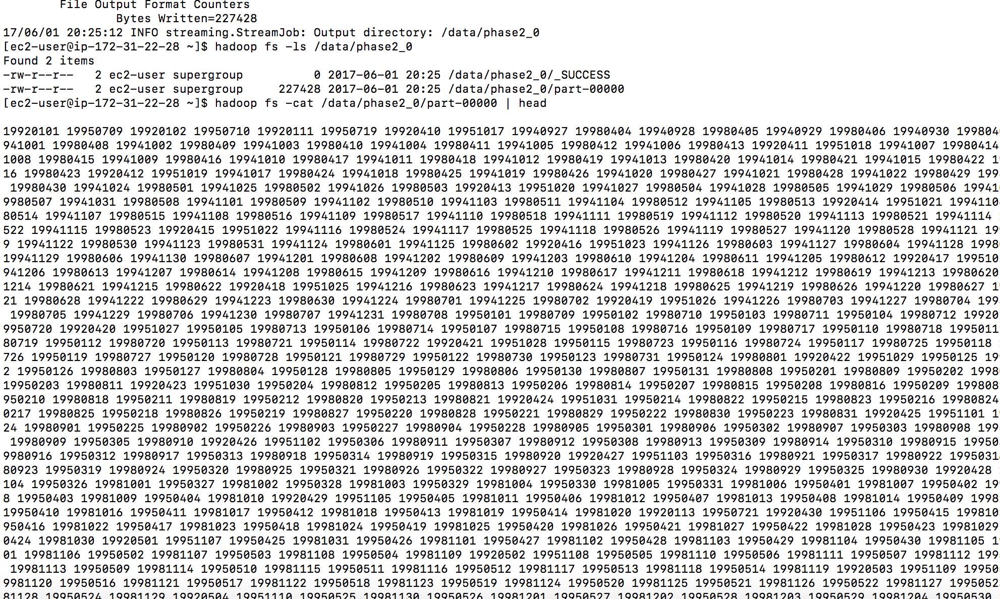 File Output Format Counters
Bytes Written=227428
17/06/01 20:25:12 INFO streaming.StreamJob: Output directory: /data/phase2_0
[ec2-user@ip-172-31-22-28 ~]$ hadoop fs -ls /data/phase2_0
Found 2 items
-rw-r--r--   2 ec2-user supergroup          0 2017-06-01 20:25 /data/phase2_0/_SUCCESS
-rw-r--r--   2 ec2-user supergroup     227428 2017-06-01 20:25 /data/phase2_0/part-00000
[ec2-user@ip-172-31-22-28 ~]$ hadoop fs -cat /data/phase2_0/part-00000 | head
19920101 19950709 19920102 19950710 19920111 19950719 19920410 19951017 19940927 19980404 19940928 19980405 19940929 19980406 19940930
941001 19980408 19941002 19980409 19941003 19980410 19941004 19980411 19941005 19980412 19941006 19980413 19920411 19951018 19941007 19980414
1008 19980415 19941009 19980416 19941010 19980417 19941011 19980418 19941012 19980419 19941013 19980420 19941014 19980421 19941015 19980422
16 19980423 19920412 19951019 19941017 19980424 19941018 19980425 19941019 19980426 19941020 19980427 19941021 19980428 19941022 19980429
19980430 19941024 19980501 19941025 19980502 19941026 19980503 19920413 19951020 19941027 19980504 19941028 19980505 19941029 19980506
9980507 19941031 19980508 19941101 19980509 19941102 19980510 19941103 19980511 19941104 19980512 19941105 19980513 19920414 19951021
80514 19941107 19980515 19941108 19980516 19941109 19980517 19941110 19980518 19941111 19980519 19941112 19980520 19941113 19980521 19941114
522 19941115 19980523 19920415 19951022 19941116 19980524 19941117 19980525 19941118 19980526 19941119 19980527 19941120 19980528 19941121
9 19941122 19980530 19941123 19980531 19941124 19980601 19941125 19980602 19920416 19951023 19941126 19980603 19941127 19980604 19941128
19941129 19980606 19941130 19980607 19941201 19980608 19941202 19980609 19941203 19980610 19941204 19980611 19941205 19980612 19920417
941206 19980613 19941207 19980614 19941208 19980615 19941209 19980616 19941210 19980617 19941211 19980618 19941212 19980619 19941213 19980620
1214 19980621 19941215 19980622 19920418 19951025 19941216 19980623 19941217 19980624 19941218 19980625 19941219 19980626 19941220 19980627
21 19980628 19941222 19980629 19941223 19980630 19941224 19980701 19941225 19980702 19920419 19951026 19941226 19980703 19941227 19980704
19980705 19941229 19980706 19941230 19980707 19941231 19980708 19950101 19980709 19950102 19980710 19950103 19980711 19950104 19980712
9950720 19920420 19951027 19950105 19980713 19950106 19980714 19950107 19980715 19950108 19980716 19950109 19980717 19950110 19980718
80719 19950112 19980720 19950113 19980721 19950114 19980722 19920421 19951028 19950115 19980723 19950116 19980724 19950117 19980725 19950118
726 19950119 19980727 19950120 19980728 19950121 19980729 19950122 19980730 19950123 19980731 19950124 19980801 19920422 19951029 19950125
2 19950126 19980803 19950127 19980804 19950128 19980805 19950129 19980806 19950130 19980807 19950131 19980808 19950201 19980809 19950202
19950203 19980811 19920423 19951030 19950204 19980812 19950205 19980813 19950206 19980814 19950207 19980815 19950208 19980816 19950209
950210 19980818 19950211 19980819 19950212 19980820 19950213 19980821 19920424 19951031 19950214 19980822 19950215 19980823 19950216 19980824
0217 19980825 19950218 19980826 19950219 19980827 19950220 19980828 19950221 19980829 19950222 19980830 19950223 19980831 19920425 19951101
24 19980901 19950225 19980902 19950226 19980903 19950227 19980904 19950228 19980905 19950301 19980906 19950302 19980907 19950303 19980908
19980909 19950305 19980910 19920426 19951102 19950306 19980911 19950307 19980912 19950308 19980913 19950309 19980914 19950310 19980915
9980916 19950312 19980917 19950313 19980918 19950314 19980919 19950315 19980920 19920427 19951103 19950316 19980921 19950317 19980922
80923 19950319 19980924 19950320 19980925 19950321 19980926 19950322 19980927 19950323 19980928 19950324 19980929 19950325 19980930 19920428
104 19950326 19981001 19950327 19981002 19950328 19981003 19950329 19981004 19950330 19981005 19950331 19981006 19950401 19981007 19950402
8 19950403 19981009 19950404 19981010 19920429 19951105 19950405 19981011 19950406 19981012 19950407 19981013 19950408 19981014 19950409
19950410 19981016 19950411 19981017 19950412 19981018 19950413 19981019 19950414 19981020 19920113 19950721 19920430 19951106 19950415
950416 19981022 19950417 19981023 19950418 19981024 19950419 19981025 19950420 19981026 19950421 19981027 19950422 19981028 19950423 19981029
0424 19981030 19920501 19951107 19950425 19981031 19950426 19981101 19950427 19981102 19950428 19981103 19950429 19981104 19950430 19981105
01 19981106 19950502 19981107 19950503 19981108 19950504 19981109 19920502 19951108 19950505 19981110 19950506 19981111 19950507 19981112
19981113 19950509 19981114 19950510 19981115 19950511 19981116 19950512 19981117 19950513 19981118 19950514 19981119 19920503 19951109
9981120 19950516 19981121 19950517 19981122 19950518 19981123 19950519 19981124 19950520 19981125 19950521 19981126 19950522 19981127
81128 19950524 19981129 19920504 19951110 19950525 19981130 19950526 19981201 19950527 19981202 19950528 19981203 19950529 19981204 19950530